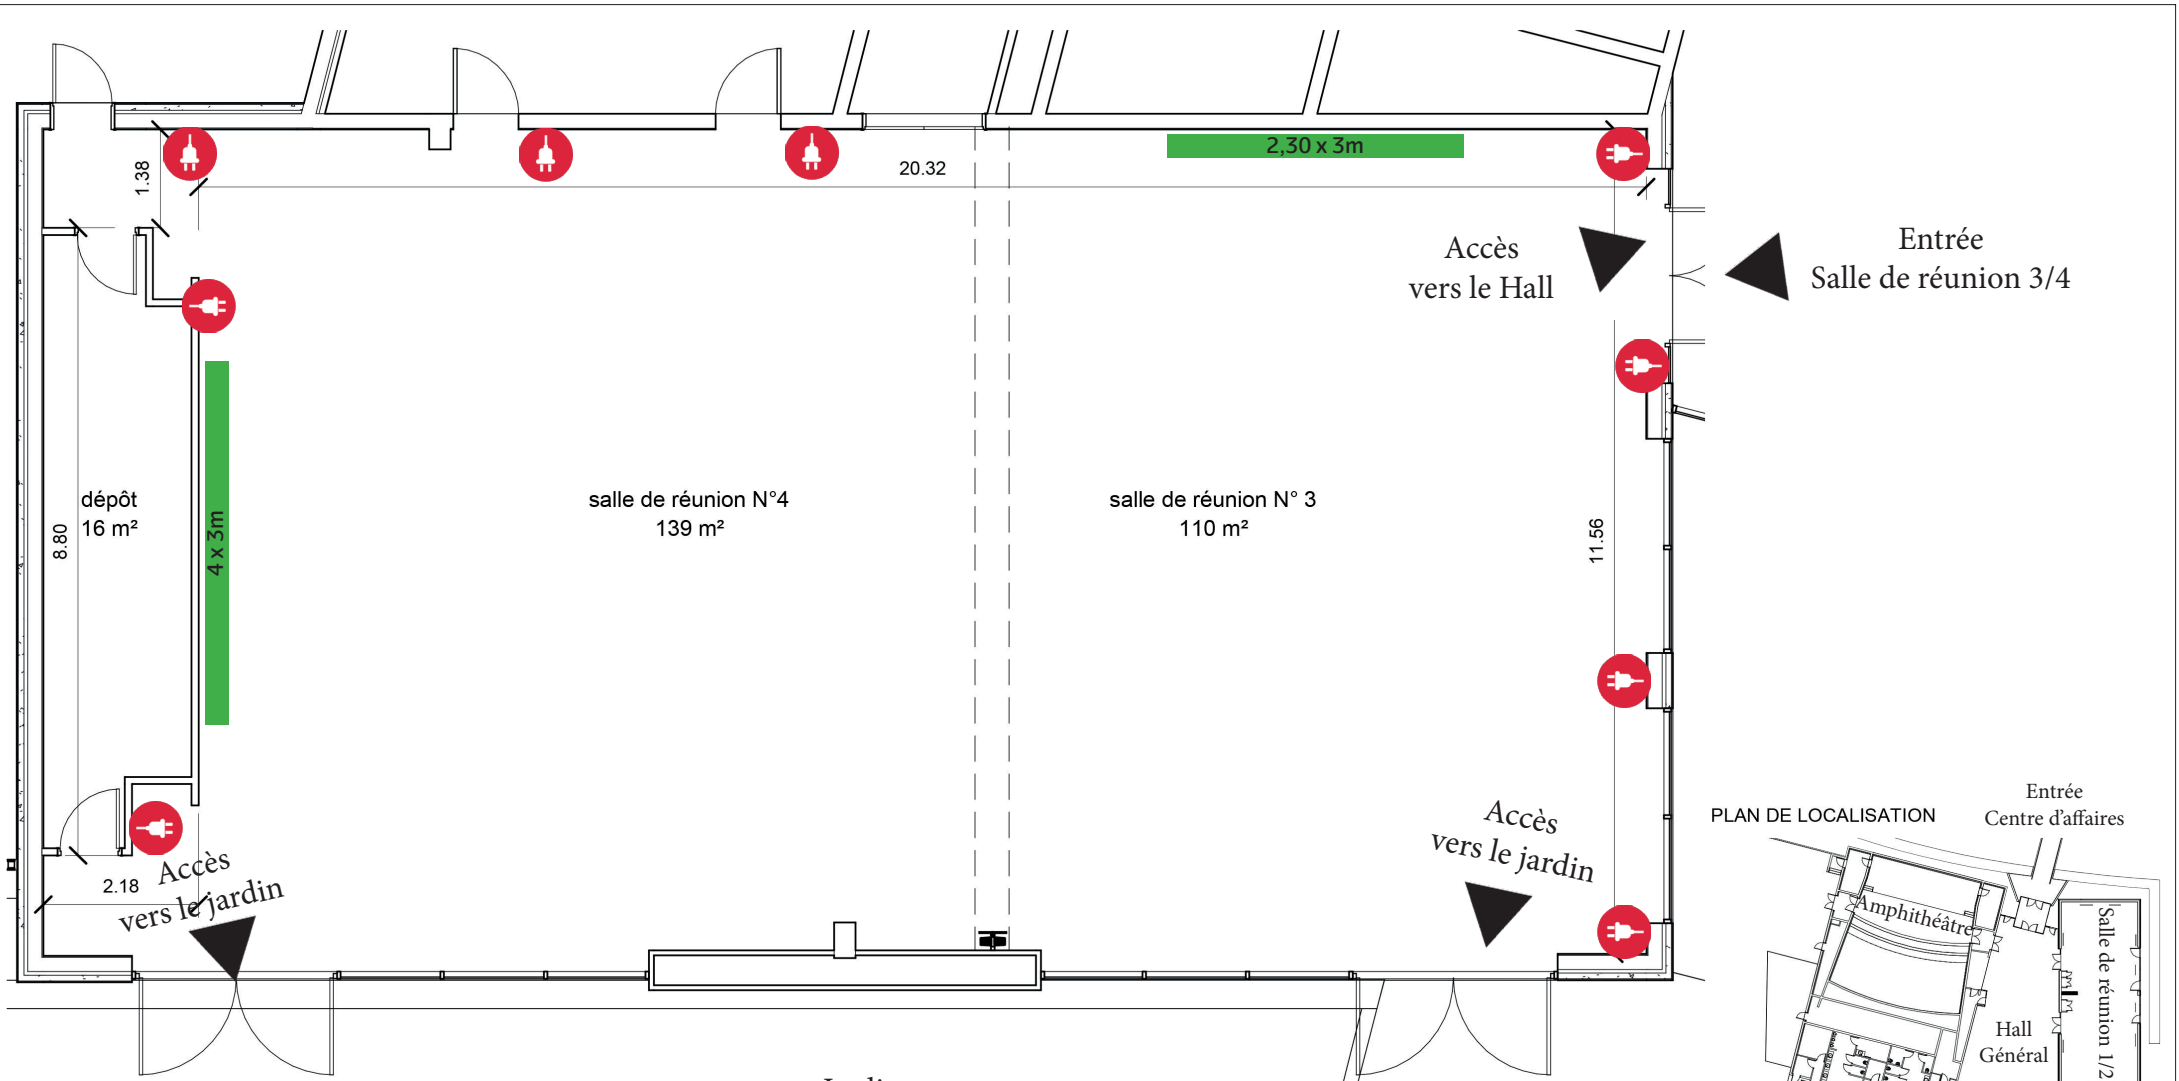 2,30 x 3m
1.38
20.32
Accès
vers le Hall
Entrée
Salle de réunion 3/4
dépôt
16 m²
8.80
4 x 3m
salle de réunion N°4
139 m²
salle de réunion N° 3
110 m²
11.56
Accès
vers le jardin
2.18
Accès
vers le jardin
PLAN DE LOCALISATION
Entrée
Centre d'affaires
Amphithéâtre
Salle de réunion 1/2
Hall
Général